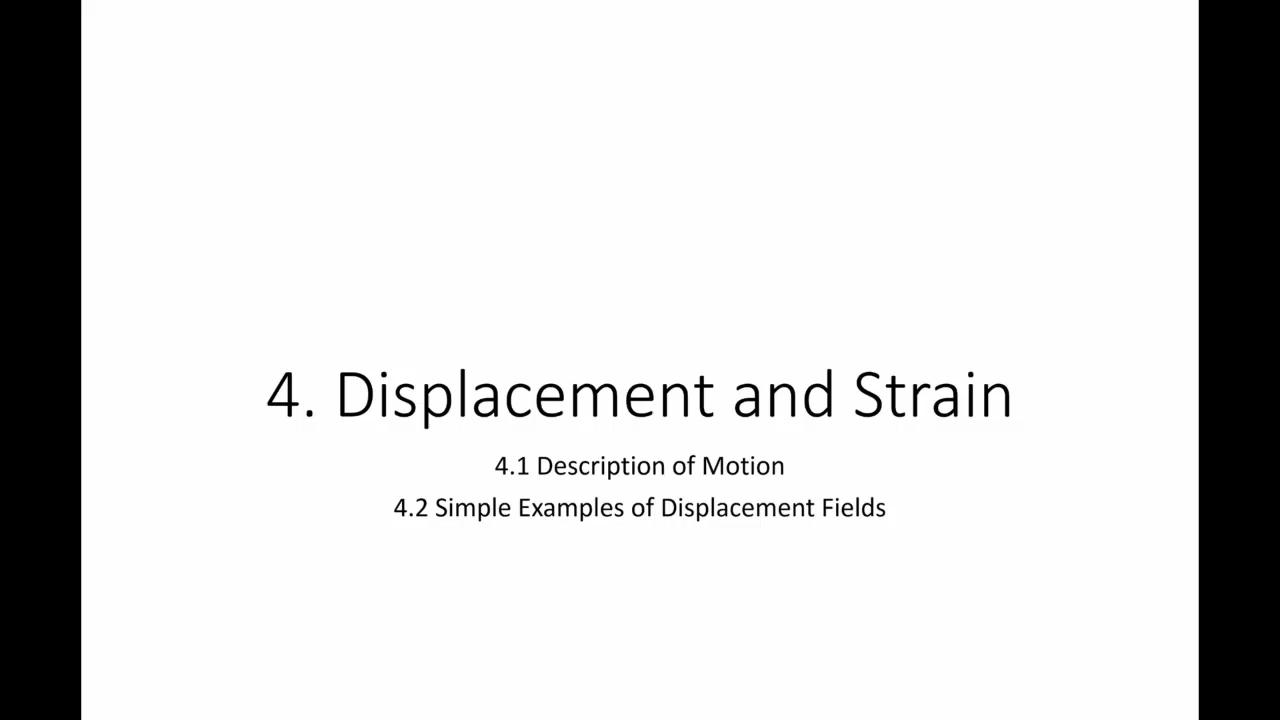 4. Displacement and Strain
4.1 Description of Motion
4.2 Simple Examples of Displacement Fields